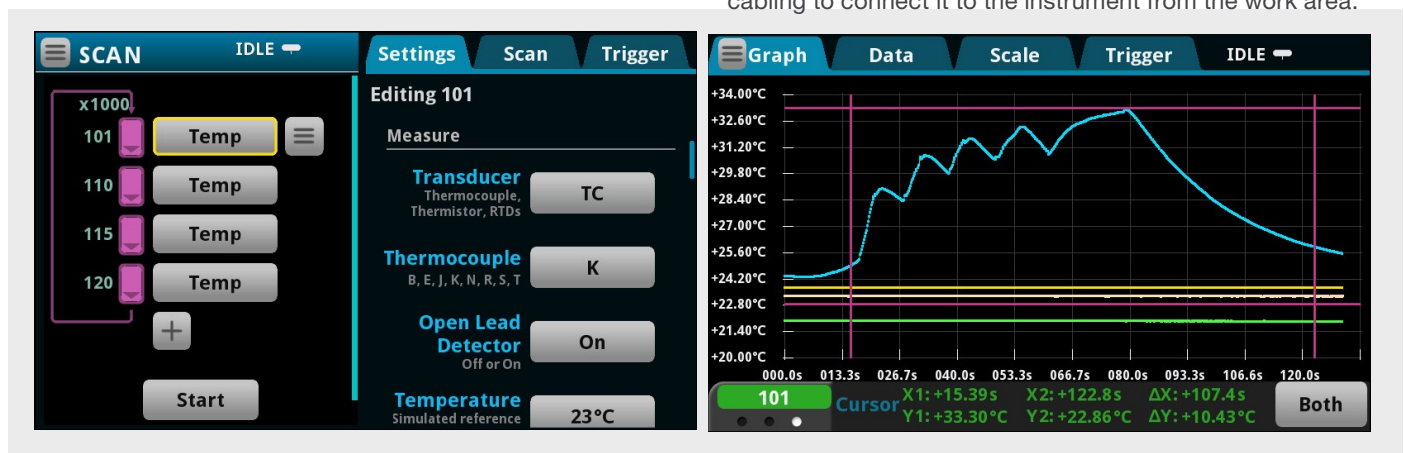 cabling to connect it to the instrument from the work area.
SCAN IDLE
x1000
101 Temp
110 Temp
115 Temp
120 Temp
+
Start
Settings Scan Trigger
Editing 101
Measure
Transducer
Thermocouple,
Thermistor, RTDs
TC
Thermocouple
B, E, J, K, N, R, S, T
K
Open Lead
Detector
Off or On
On
Temperature
Simulated reference
23°C
Graph Data Scale Trigger IDLE
+34.00°C
+32.60°C
+31.20°C
+29.80°C
+28.40°C
+27.00°C
+25.60°C
+24.20°C
+22.80°C
+21.40°C
+20.00°C
000.0s 013.3s 026.7s 040.0s 053.3s 066.7s 080.0s 093.3s 106.6s 120.0s
101
Cursor
X1: +15.39s X2: +122.8s ΔX: +107.4s
Y1: +33.30°C Y2: +22.86°C ΔY: +10.43°C
Both